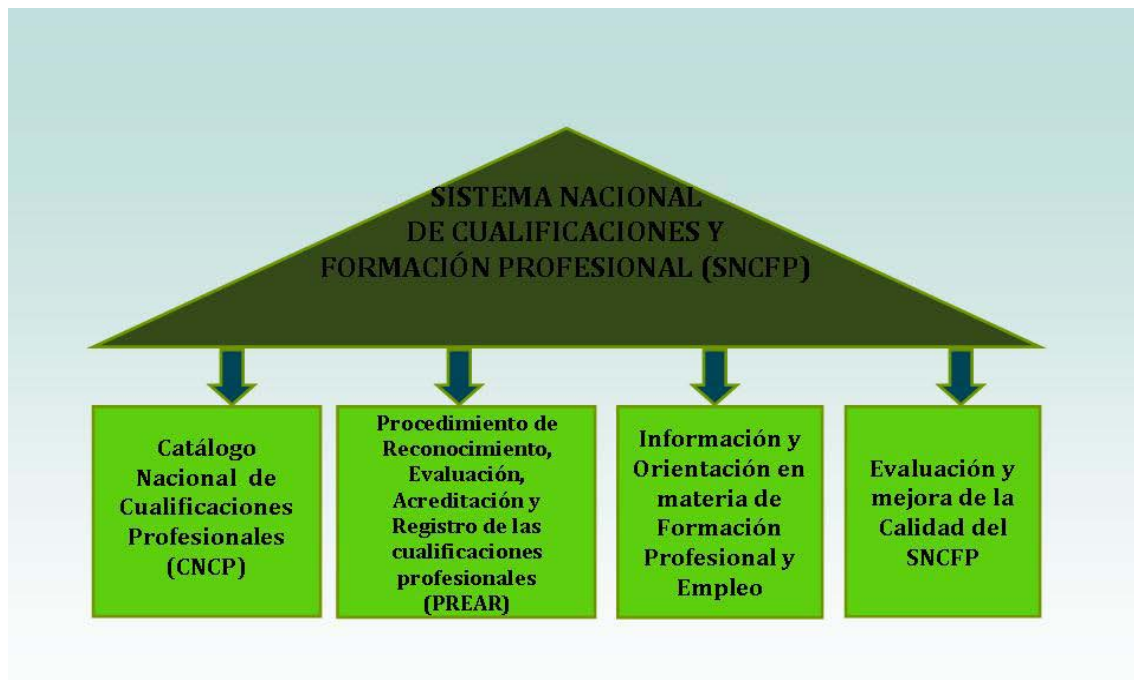 SISTEMA NACIONAL
DE CUALIFICACIONES Y
FORMACIÓN PROFESIONAL (SNCFP)
Catálogo
Nacional de
Cualificaciones
Profesionales
(CNCP)
Procedimiento de
Reconocimiento,
Evaluación,
Acreditación y
Registro de las
cualificaciones
profesionales
(PREAR)
Información y
Orientación en
materia de
Formación
Profesional y
Empleo
Evaluación y
mejora de la
Calidad del
SNCFP